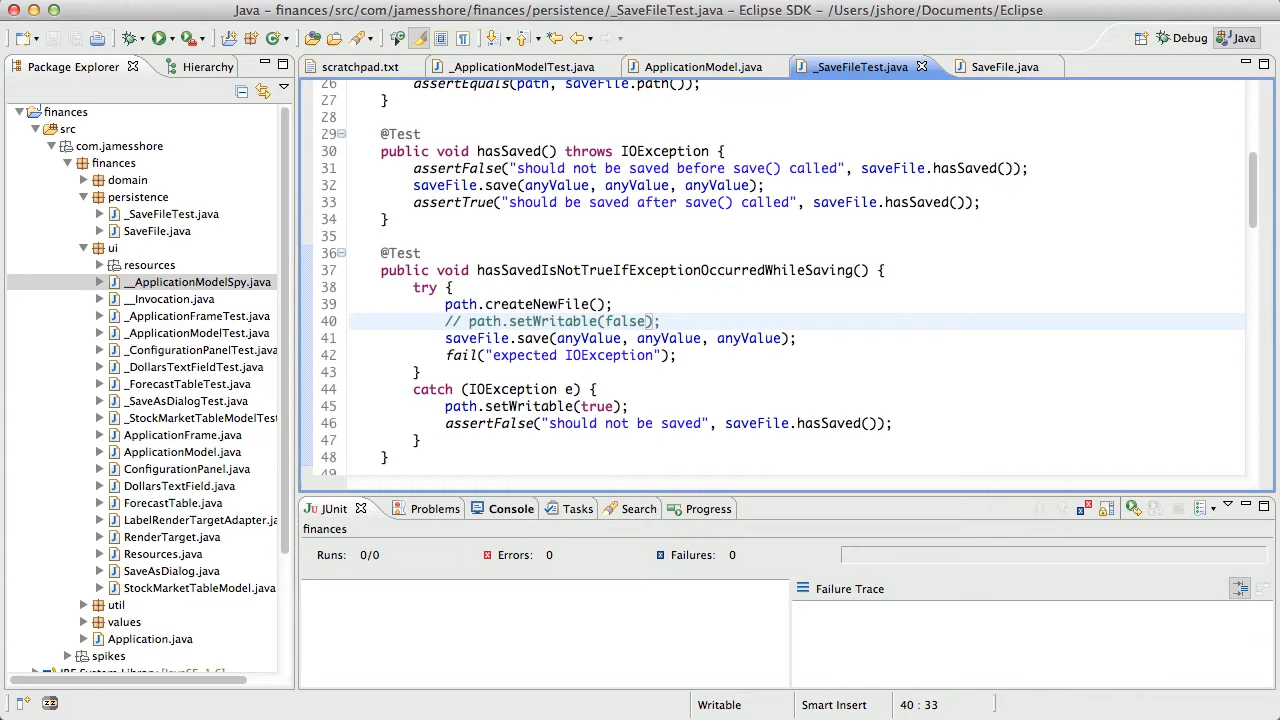 Java – finances/src/com/jamesshore/finances/persistence/_SaveFileTest.java – Eclipse SDK – /Users/jshore/Documents/Eclipse
Debug
Java
Package Explorer
Hierarchy
scratchpad.txt
_ApplicationModelTest.java
ApplicationModel.java
_SaveFileTest.java
SaveFile.java
finances
src
com.jamesshore
finances
domain
persistence
_SaveFileTest.java
SaveFile.java
ui
resources
__ApplicationModelSpy.java
__Invocation.java
_ApplicationFrameTest.java
_ApplicationModelTest.java
_ConfigurationPanelTest.java
_DollarsTextFieldTest.java
_ForecastTableTest.java
_SaveAsDialogTest.java
_StockMarketTableModelTest
ApplicationFrame.java
ApplicationModel.java
ConfigurationPanel.java
DollarsTextField.java
ForecastTable.java
LabelRenderTargetAdapter.ja
RenderTarget.java
Resources.java
SaveAsDialog.java
StockMarketTableModel.java
util
values
Application.java
spikes
JRE System Library [JavaSE-1.6]
26 assertEquals(path, saveFile.path());
27 }
28
29 @Test
30 public void hasSaved() throws IOException {
31 assertFalse("should not be saved before save() called", saveFile.hasSaved());
32 saveFile.save(anyValue, anyValue, anyValue);
33 assertTrue("should be saved after save() called", saveFile.hasSaved());
34 }
35
36 @Test
37 public void hasSavedIsNotTrueIfExceptionOccurredWhileSaving() {
38 try {
39 path.createNewFile();
40 // path.setWritable(false);
41 saveFile.save(anyValue, anyValue, anyValue);
42 fail("expected IOException");
43 }
44 catch (IOException e) {
45 path.setWritable(true);
46 assertFalse("should not be saved", saveFile.hasSaved());
47 }
48 }
49
JUnit
Problems
Console
Tasks
Search
Progress
finances
Runs: 0/0
Errors: 0
Failures: 0
Failure Trace
Writable
Smart Insert
40 : 33